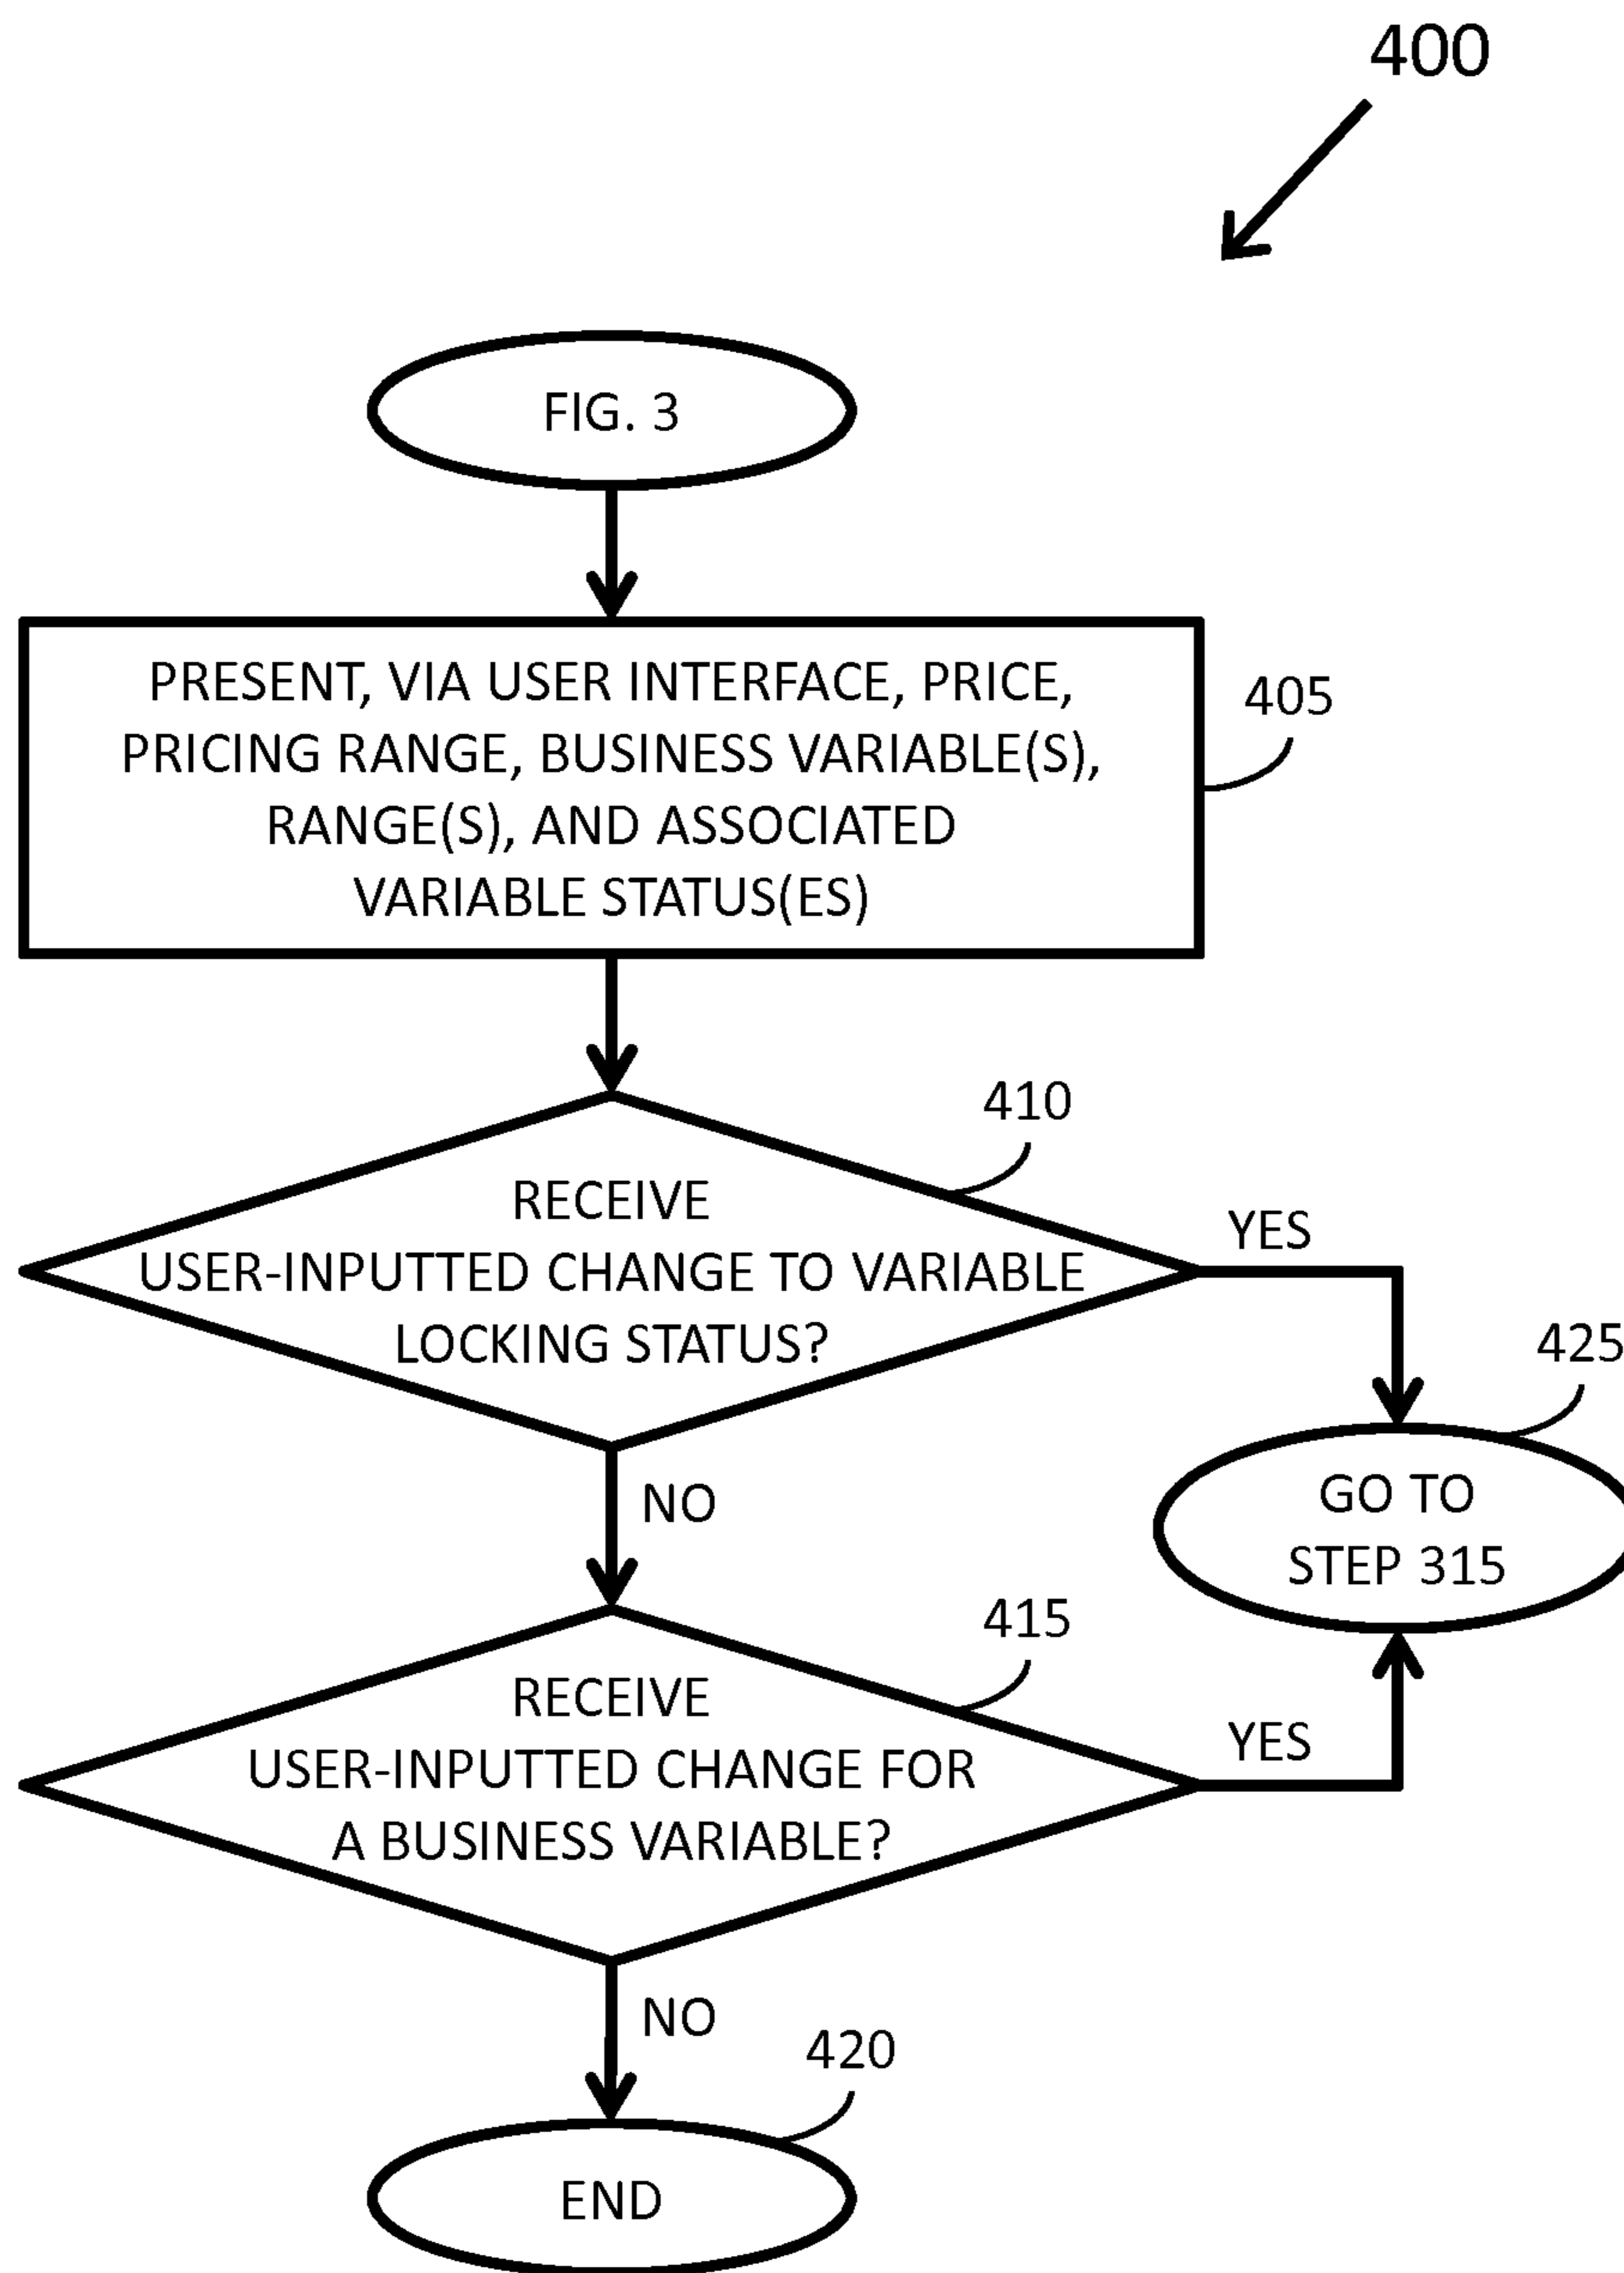 400
FIG. 3
PRESENT, VIA USER INTERFACE, PRICE,
PRICING RANGE, BUSINESS VARIABLE(S),
RANGE(S), AND ASSOCIATED
VARIABLE STATUS(ES)
405
410
RECEIVE
USER-INPUTTED CHANGE TO VARIABLE
LOCKING STATUS?
YES
425
GO TO
STEP 315
NO
415
RECEIVE
USER-INPUTTED CHANGE FOR
A BUSINESS VARIABLE?
YES
NO
420
END